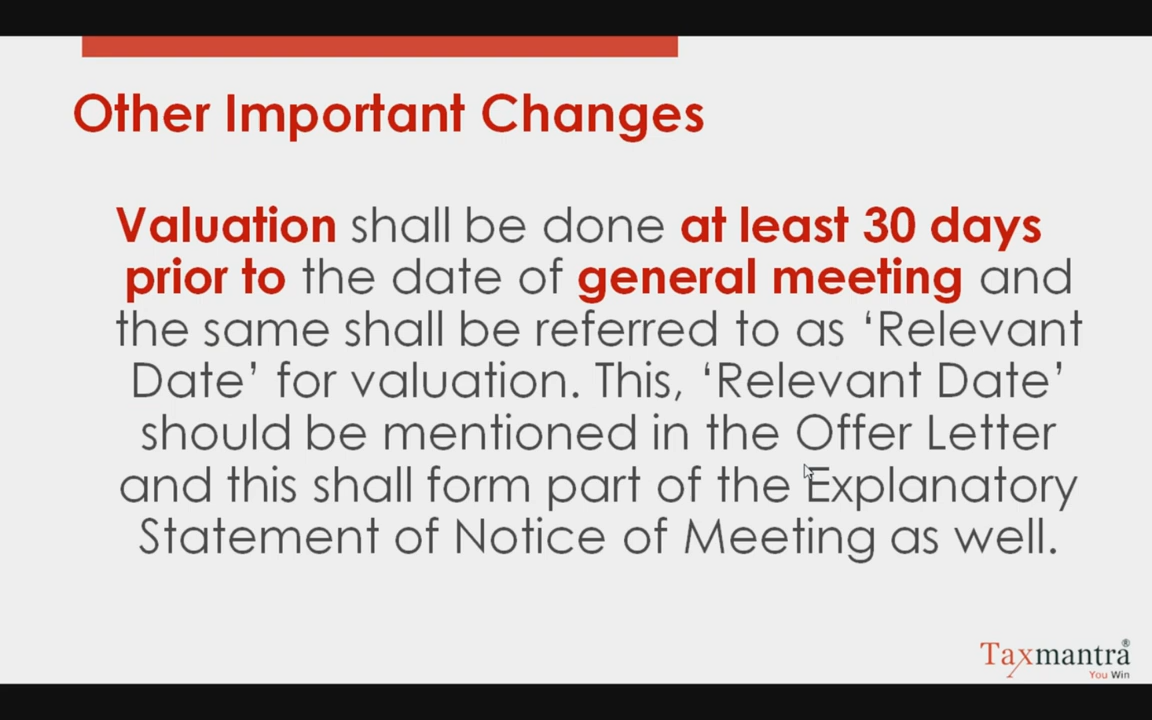 Other Important Changes
Valuation shall be done at least 30 days
prior to the date of general meeting and
the same shall be referred to as ‘Relevant
Date’ for valuation. This, ‘Relevant Date’
should be mentioned in the Offer Letter
and this shall form part of the Explanatory
Statement of Notice of Meeting as well.
Taxmantra®
You Win